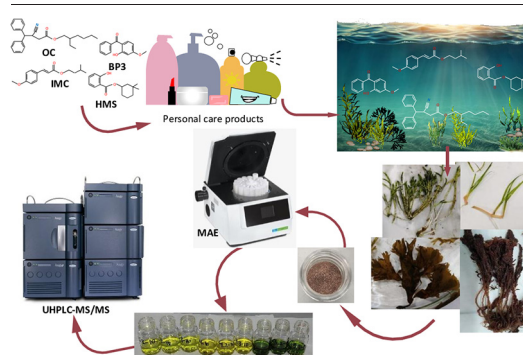 OC
BP3
IMC
HMS
Personal care products
MAE
UHPLC-MS/MS